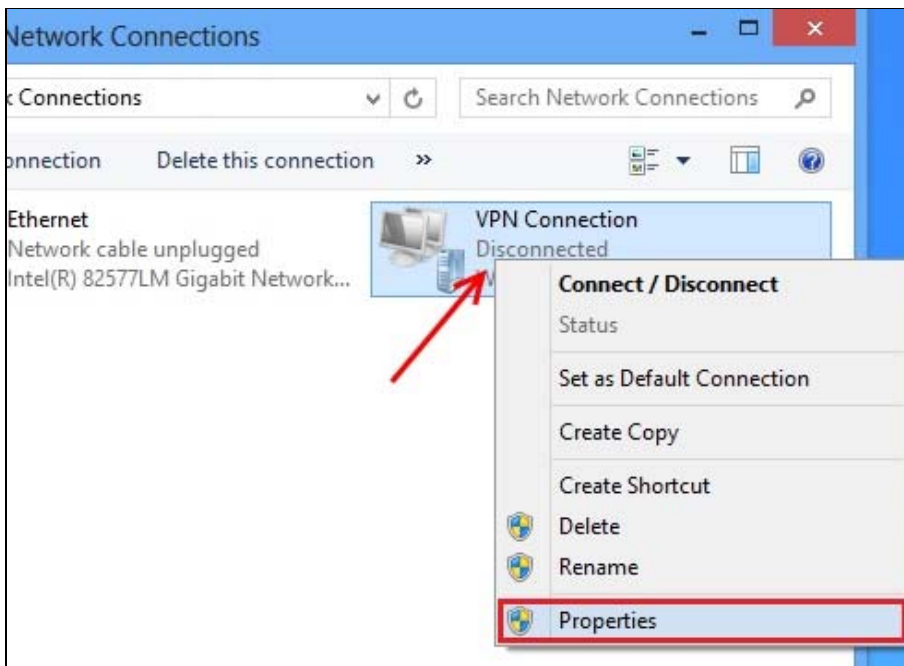 Network Connections
Connections
Search Network Connections
onnection Delete this connection »
Ethernet
Network cable unplugged
Intel(R) 82577LM Gigabit Network...
VPN Connection
Disconnected
Connect / Disconnect
Status
Set as Default Connection
Create Copy
Create Shortcut
Delete
Rename
Properties